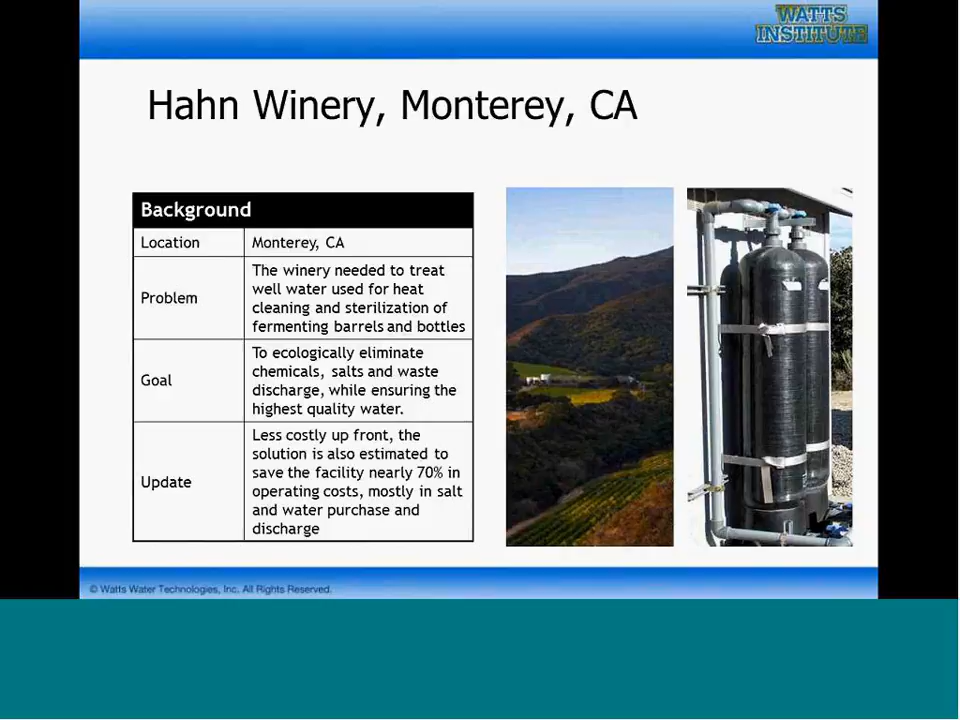 WATTS
INSTITUTE
Hahn Winery, Monterey, CA
Background
Location
Monterey, CA
Problem
The winery needed to treat
well water used for heat
cleaning and sterilization of
fermenting barrels and bottles
Goal
To ecologically eliminate
chemicals, salts and waste
discharge, while ensuring the
highest quality water.
Update
Less costly up front, the
solution is also estimated to
save the facility nearly 70% in
operating costs, mostly in salt
and water purchase and
discharge
© Watts Water Technologies, Inc. All Rights Reserved.